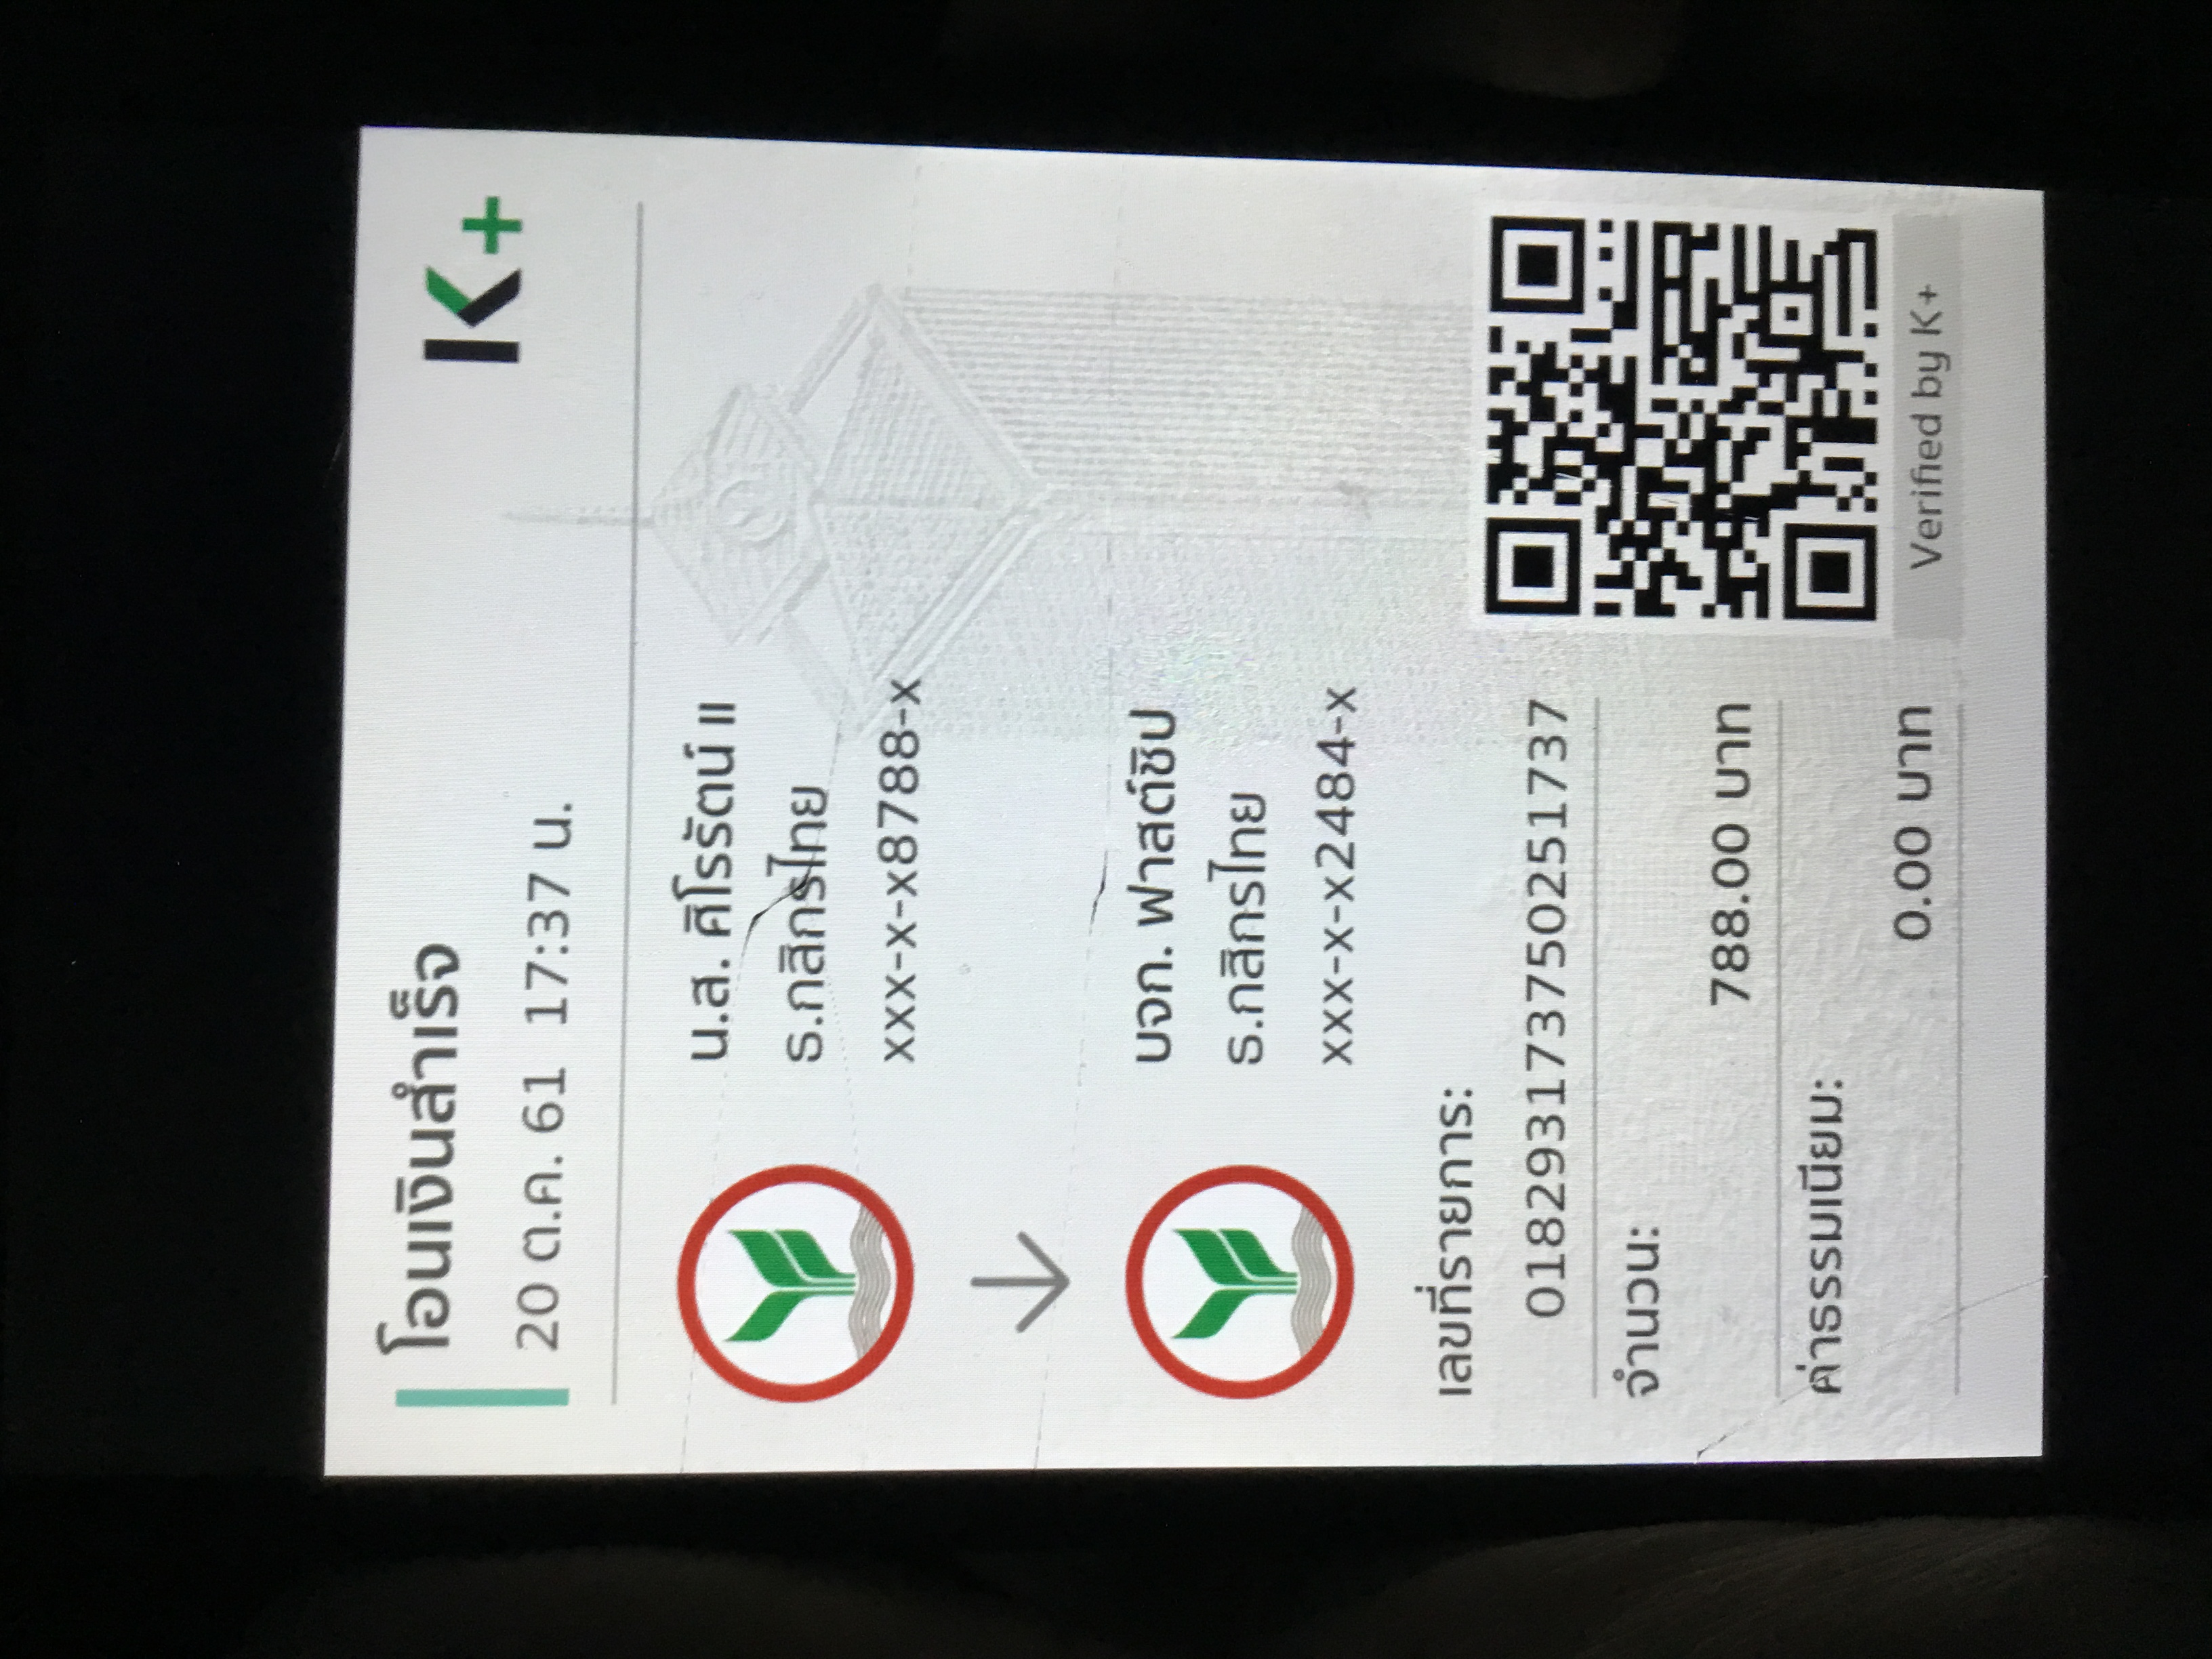 โอนเงินสำเร็จ
20 ต.ค. 61 17:37 น.
K+
น.ส. ศิโรรัตน์ แ
ธ.กสิกรไทย
xxx-x-x8788-x
บจก. ฟาสต์ชิป
ธ.กสิกรไทย
xxx-x-x2484-x
เลขที่รายการ:
018293173750251737
จำนวน:
788.00 บาท
ค่าธรรมเนียม:
0.00 บาท
Verified by K+